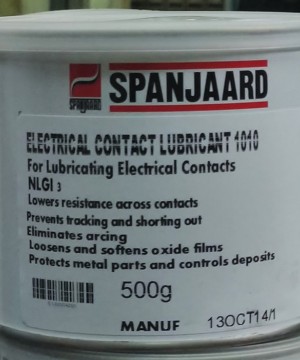 SPANJAARD
SPANJAARD
ELECTRICAL CONTACT LUBRICANT 1010
For Lubricating Electrical Contacts
NLGI 3
Lowers resistance across contacts
Prevents tracking and shorting out
Eliminates arcing
Loosens and softens oxide films
Protects metal parts and controls deposits
500g
MANUF 13OCT14/1